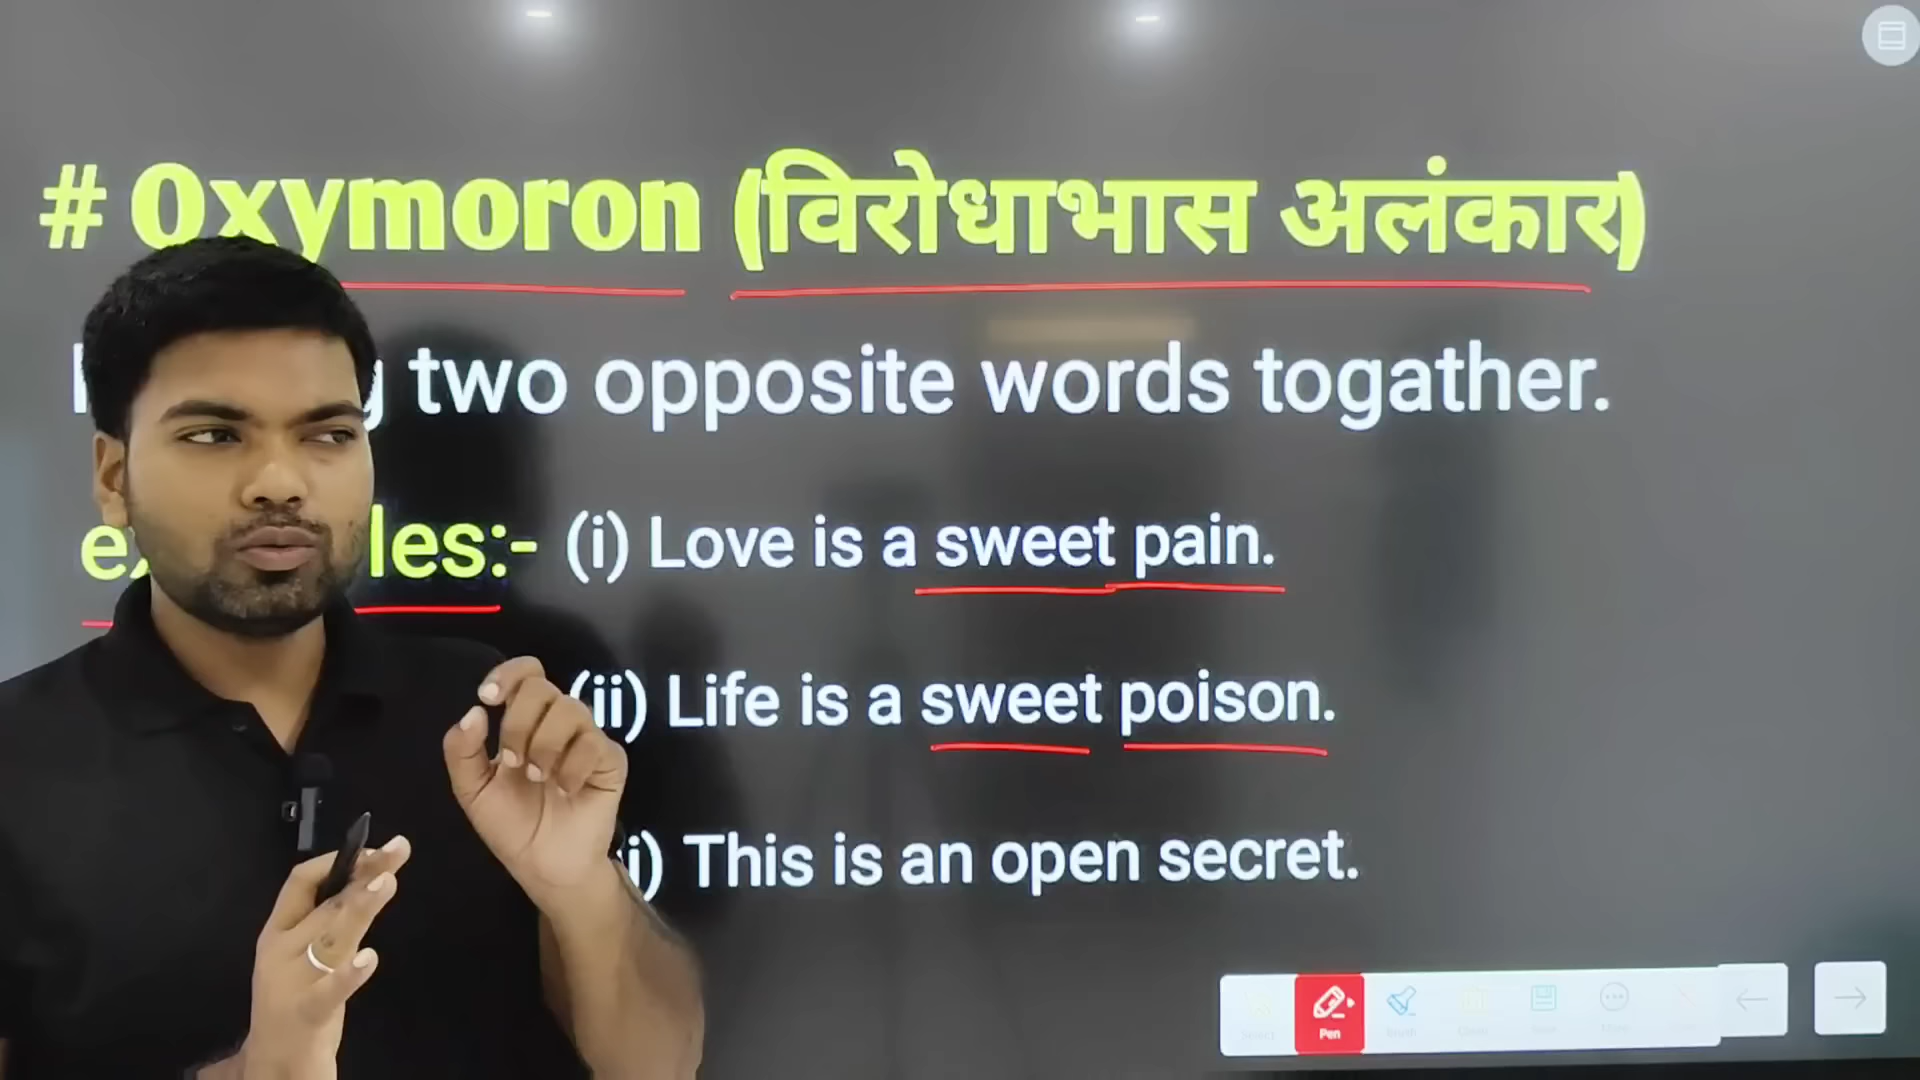 # Oxymoron (विरोधाभास अलंकार)
two opposite words togather.
(i) Love is a sweet pain.
(ii) Life is a sweet poison.
This is an open secret.
Pen